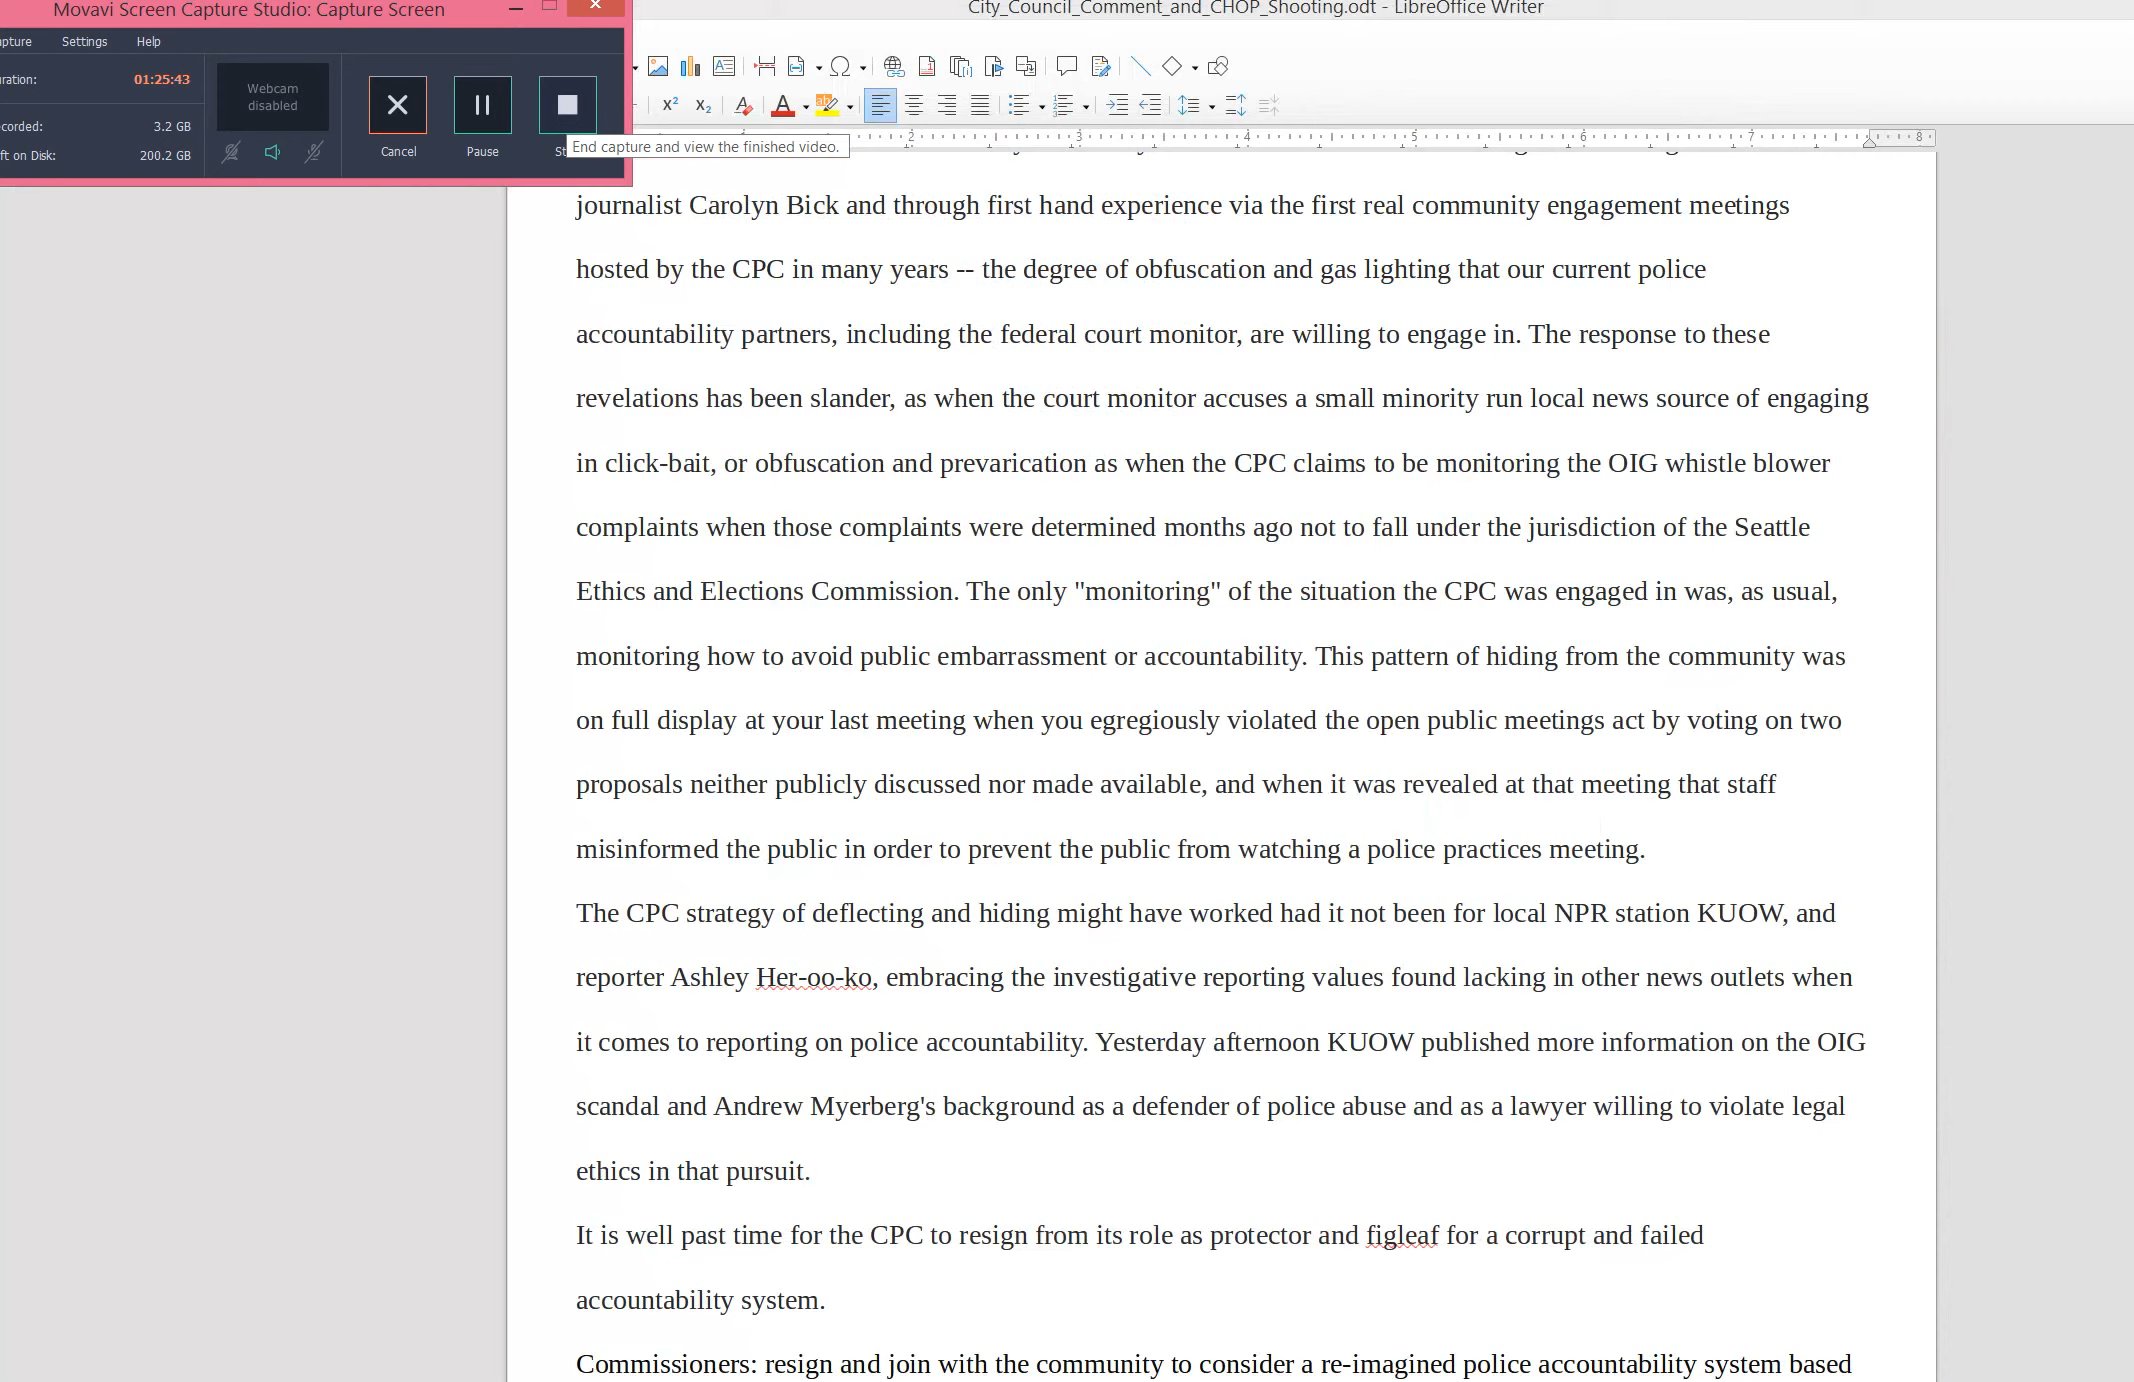 Movavi Screen Capture Studio: Capture Screen
City_Council_Comment_and_CHOP_Shooting.odt - LibreOffice Writer
Settings Help
01:25:43
Webcam
disabled
3.2 GB
200.2 GB
Cancel Pause
End capture and view the finished video.
2 3 4 5 6 7 8
journalist Carolyn Bick and through first hand experience via the first real community engagement meetings
hosted by the CPC in many years -- the degree of obfuscation and gas lighting that our current police
accountability partners, including the federal court monitor, are willing to engage in. The response to these
revelations has been slander, as when the court monitor accuses a small minority run local news source of engaging
in click-bait, or obfuscation and prevarication as when the CPC claims to be monitoring the OIG whistle blower
complaints when those complaints were determined months ago not to fall under the jurisdiction of the Seattle
Ethics and Elections Commission. The only "monitoring" of the situation the CPC was engaged in was, as usual,
monitoring how to avoid public embarrassment or accountability. This pattern of hiding from the community was
on full display at your last meeting when you egregiously violated the open public meetings act by voting on two
proposals neither publicly discussed nor made available, and when it was revealed at that meeting that staff
misinformed the public in order to prevent the public from watching a police practices meeting.
The CPC strategy of deflecting and hiding might have worked had it not been for local NPR station KUOW, and
reporter Ashley Her-oo-ko, embracing the investigative reporting values found lacking in other news outlets when
it comes to reporting on police accountability. Yesterday afternoon KUOW published more information on the OIG
scandal and Andrew Myerberg's background as a defender of police abuse and as a lawyer willing to violate legal
ethics in that pursuit.
It is well past time for the CPC to resign from its role as protector and figleaf for a corrupt and failed
accountability system.
Commissioners: resign and join with the community to consider a re-imagined police accountability system based